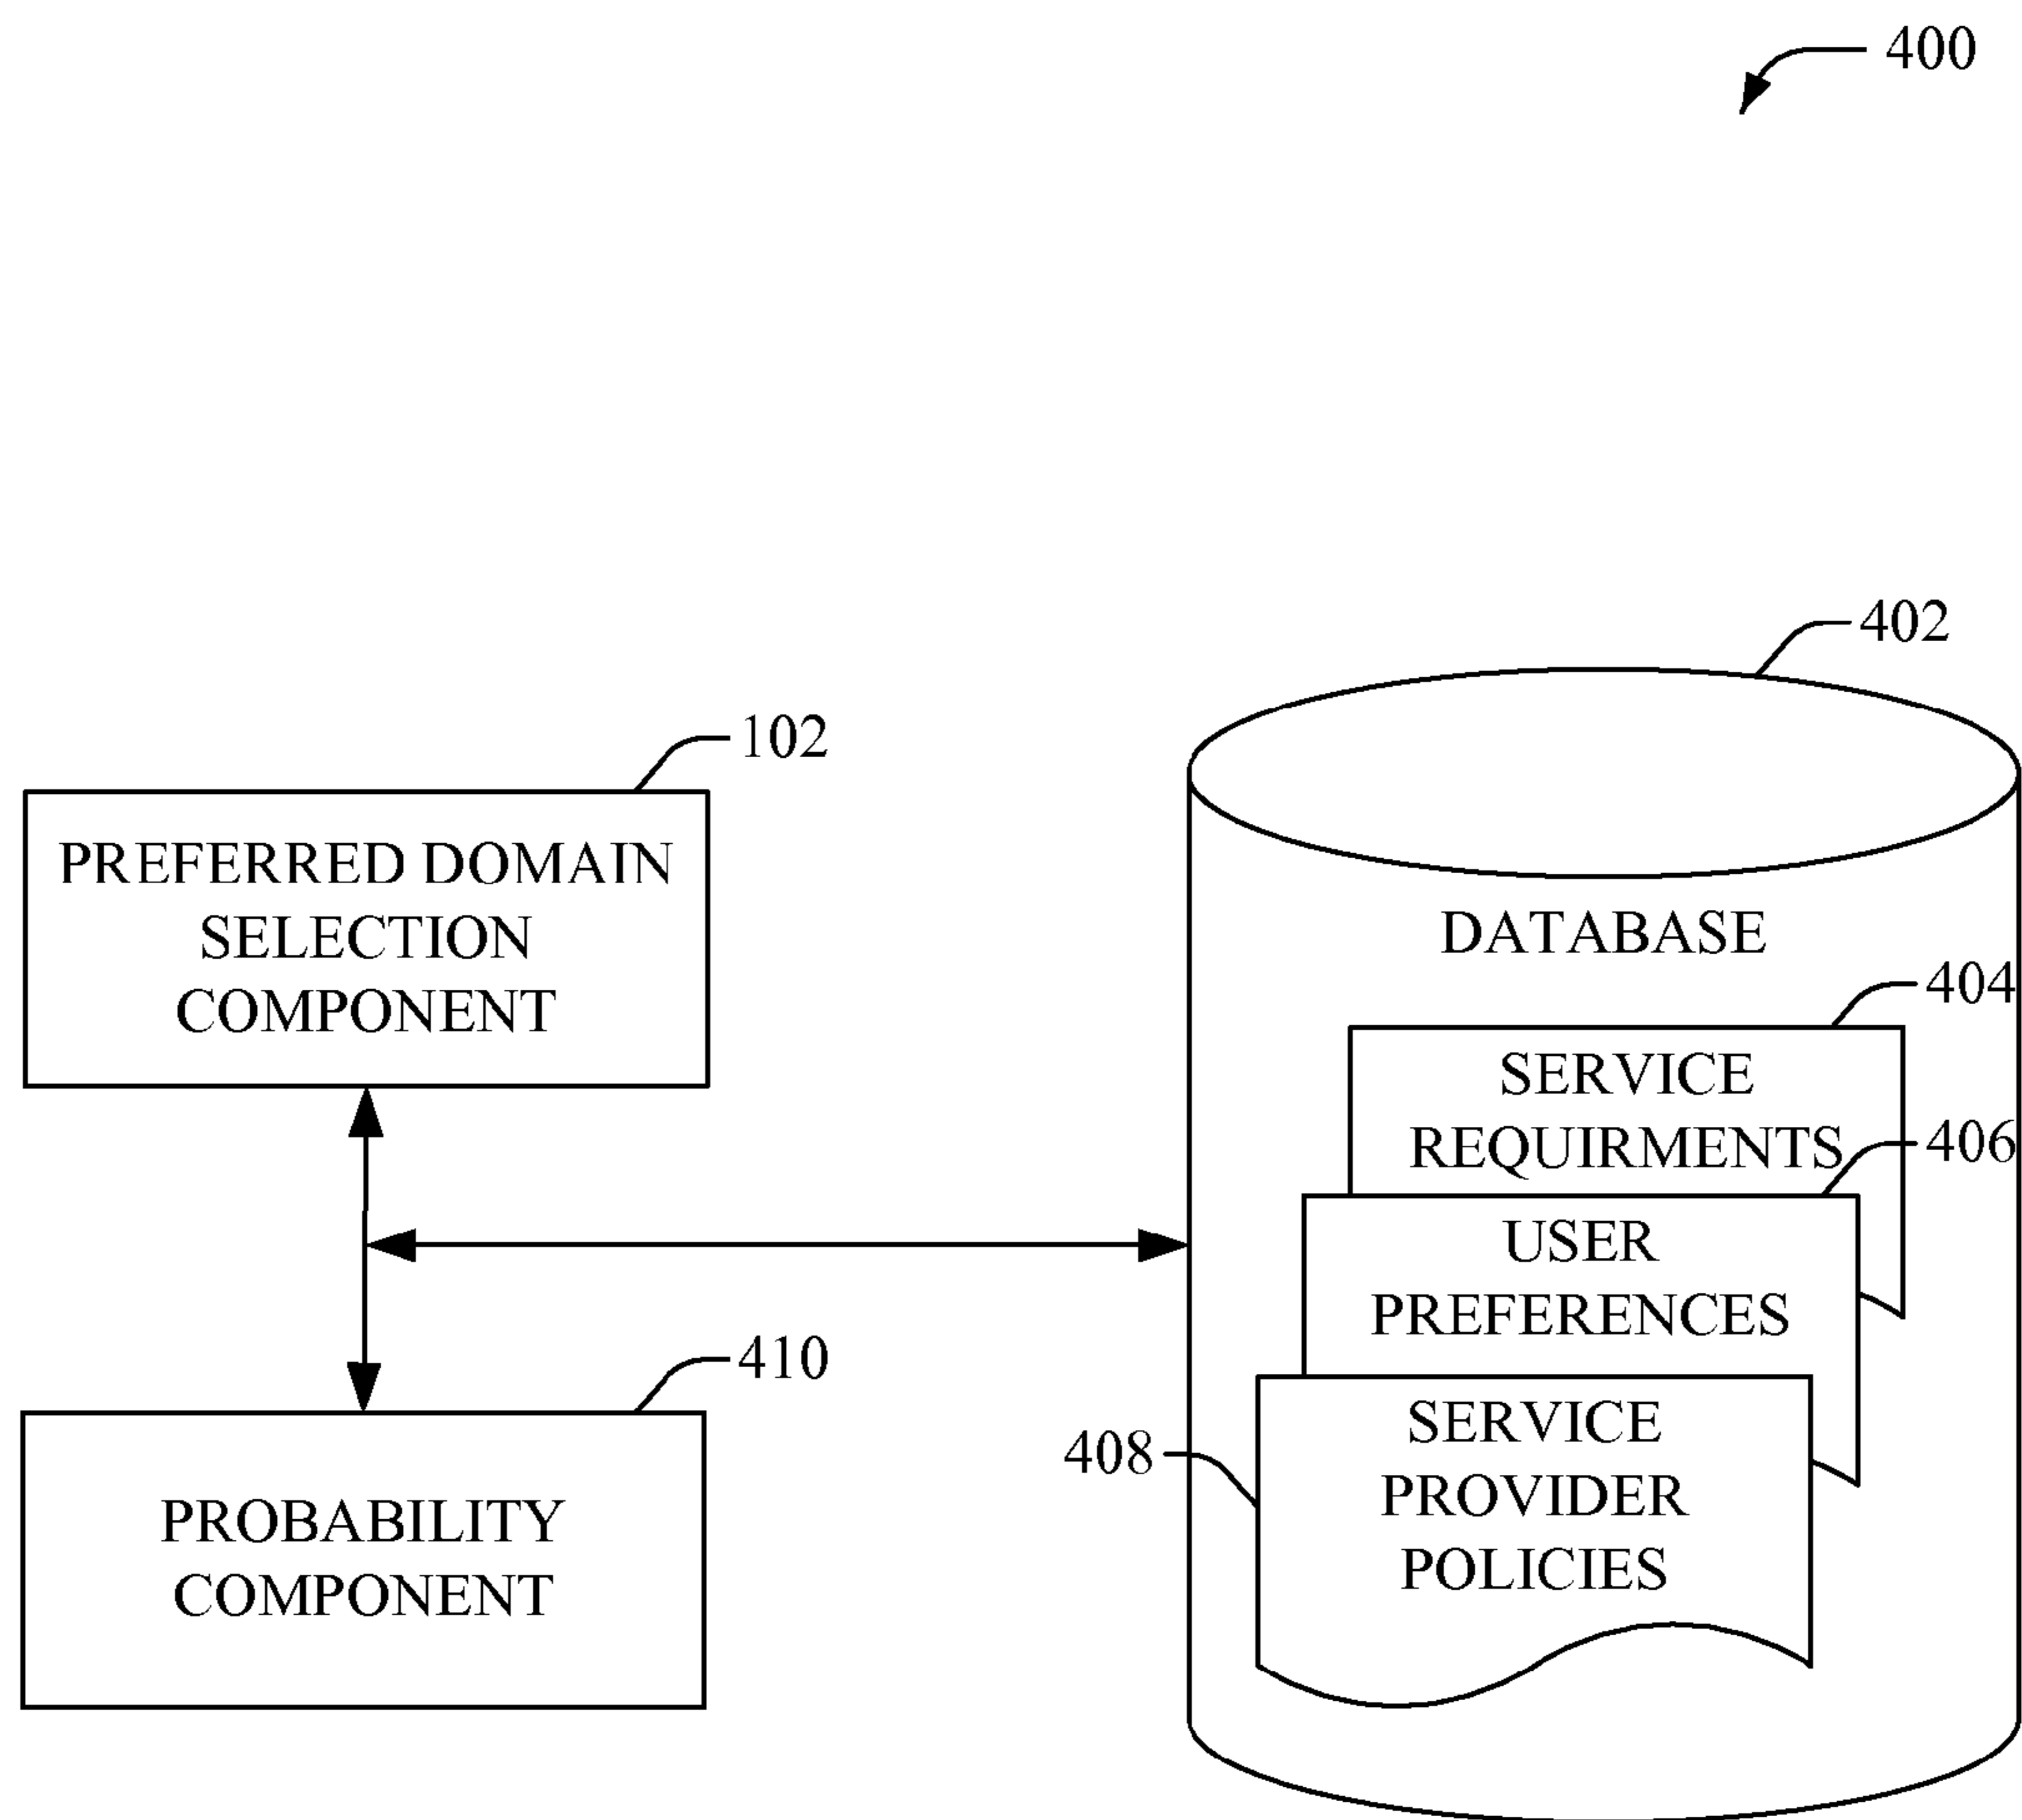 400
402
102
PREFERRED DOMAIN
SELECTION
COMPONENT
DATABASE
404
SERVICE
REQUIRMENTS
406
USER
PREFERENCES
410
408
SERVICE
PROVIDER
POLICIES
PROBABILITY
COMPONENT